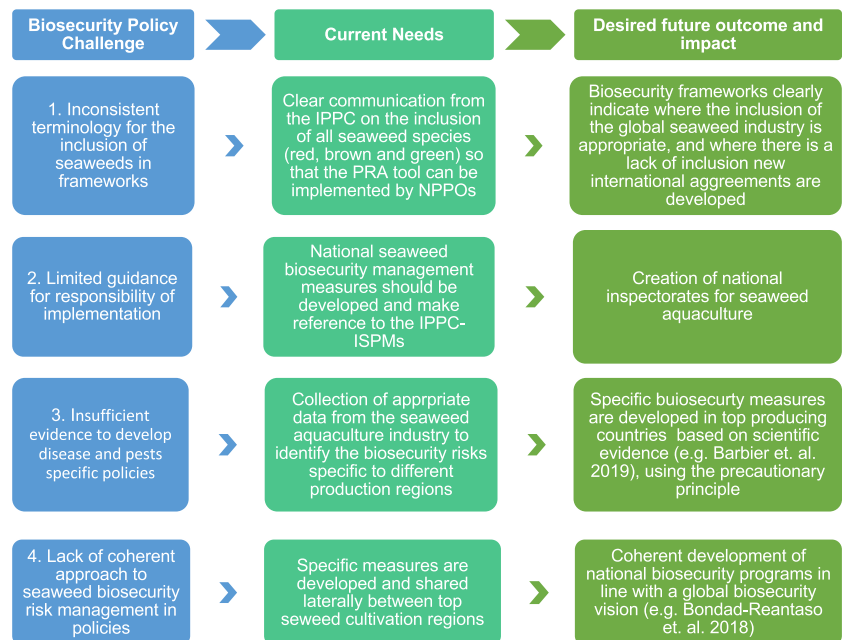 Biosecurity Policy
Challenge
Current Needs
Desired future outcome and
impact
1. Inconsistent
terminology for the
inclusion of
seaweeds in
frameworks
Clear communication from
the IPPC on the inclusion
of all seaweed species
(red, brown and green) so
that the PRA tool can be
implemented by NPPOs
Biosecurity frameworks clearly
indicate where the inclusion of
the global seaweed industry is
appropriate, and where there is a
lack of inclusion new
international aggreements are
developed
2. Limited guidance
for responsibility of
implementation
National seaweed
biosecurity management
measures should be
developed and make
reference to the IPPC-
ISPMs
Creation of national
inspectorates for seaweed
aquaculture
3. Insufficient
evidence to develop
disease and pests
specific policies
Collection of apprpriate
data from the seaweed
aquaculture industry to
identify the biosecurity risks
specific to different
production regions
Specific buiosecurty measures
are developed in top producing
countries based on scientific
evidence (e.g. Barbier et. al.
2019), using the precautionary
principle
4. Lack of coherent
approach to
seaweed biosecurity
risk management in
policies
Specific measures are
developed and shared
laterally between top
seweed cultivation regions
Coherent development of
national biosecurity programs in
line with a global biosecurity
vision (e.g. Bondad-Reantaso
et. al. 2018)